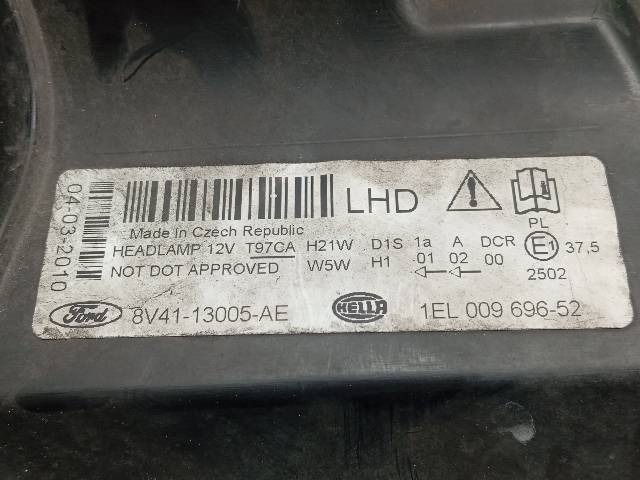 04-03-2010
LHD
Made In Czech Republic
HEADLAMP 12V T97CA H21W D1S 1a A DCR
NOT DOT APPROVED W5W H1 01 02 00
PL
E1 37,5
2502
Ford 8V41-13005-AE HELLA 1EL 009 696-52